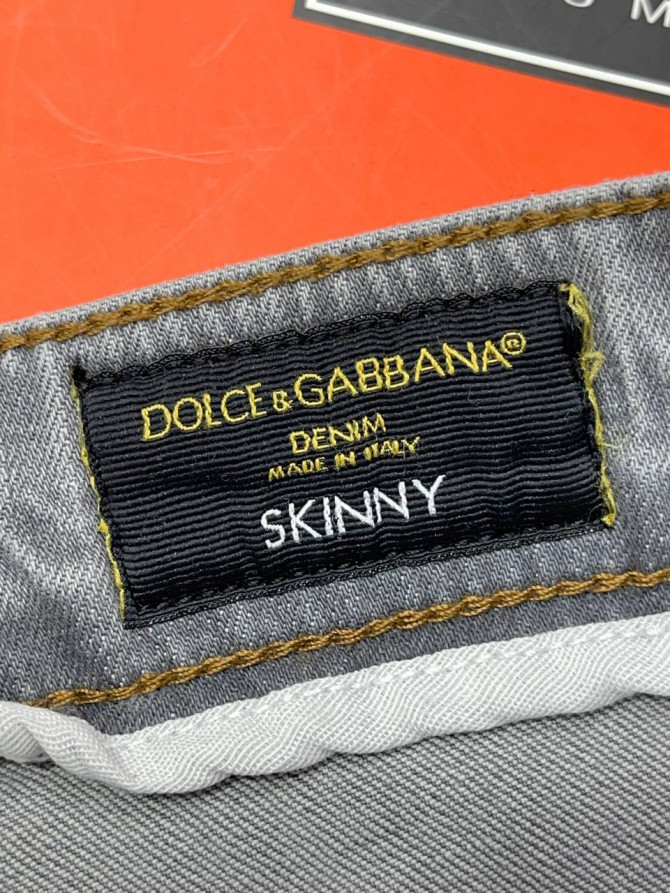 M
DOLCE & GABBANA®
DENIM
MADE IN ITALY
SKINNY